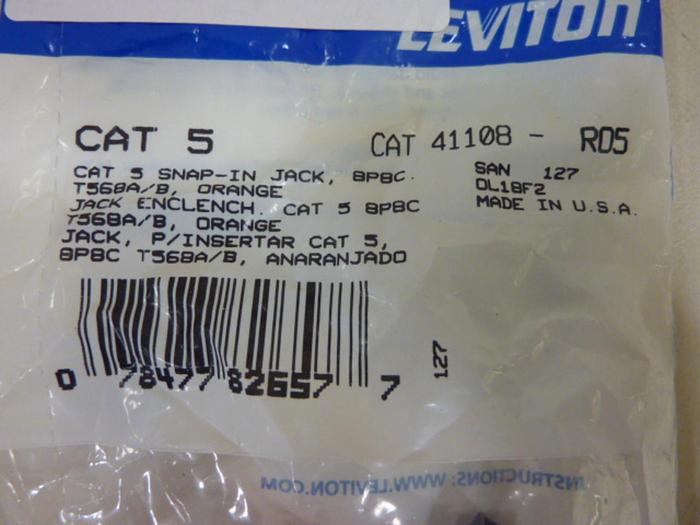 LEVITON
CAT 5
CAT 41108 - RO5
CAT 5 SNAP-IN JACK, 8P8C.
T568A/B, ORANGE
JACK ENCLENCH. CAT 5 8P8C
T568A/B, ORANGE
JACK, P/INSERTAR CAT 5,
8P8C T568A/B, ANARANJADO
SAN 127
OL18F2
MADE IN U.S.A.
0 78477 82657 7
127
INSTRUCTIONS: WWW.LEVITON.COM